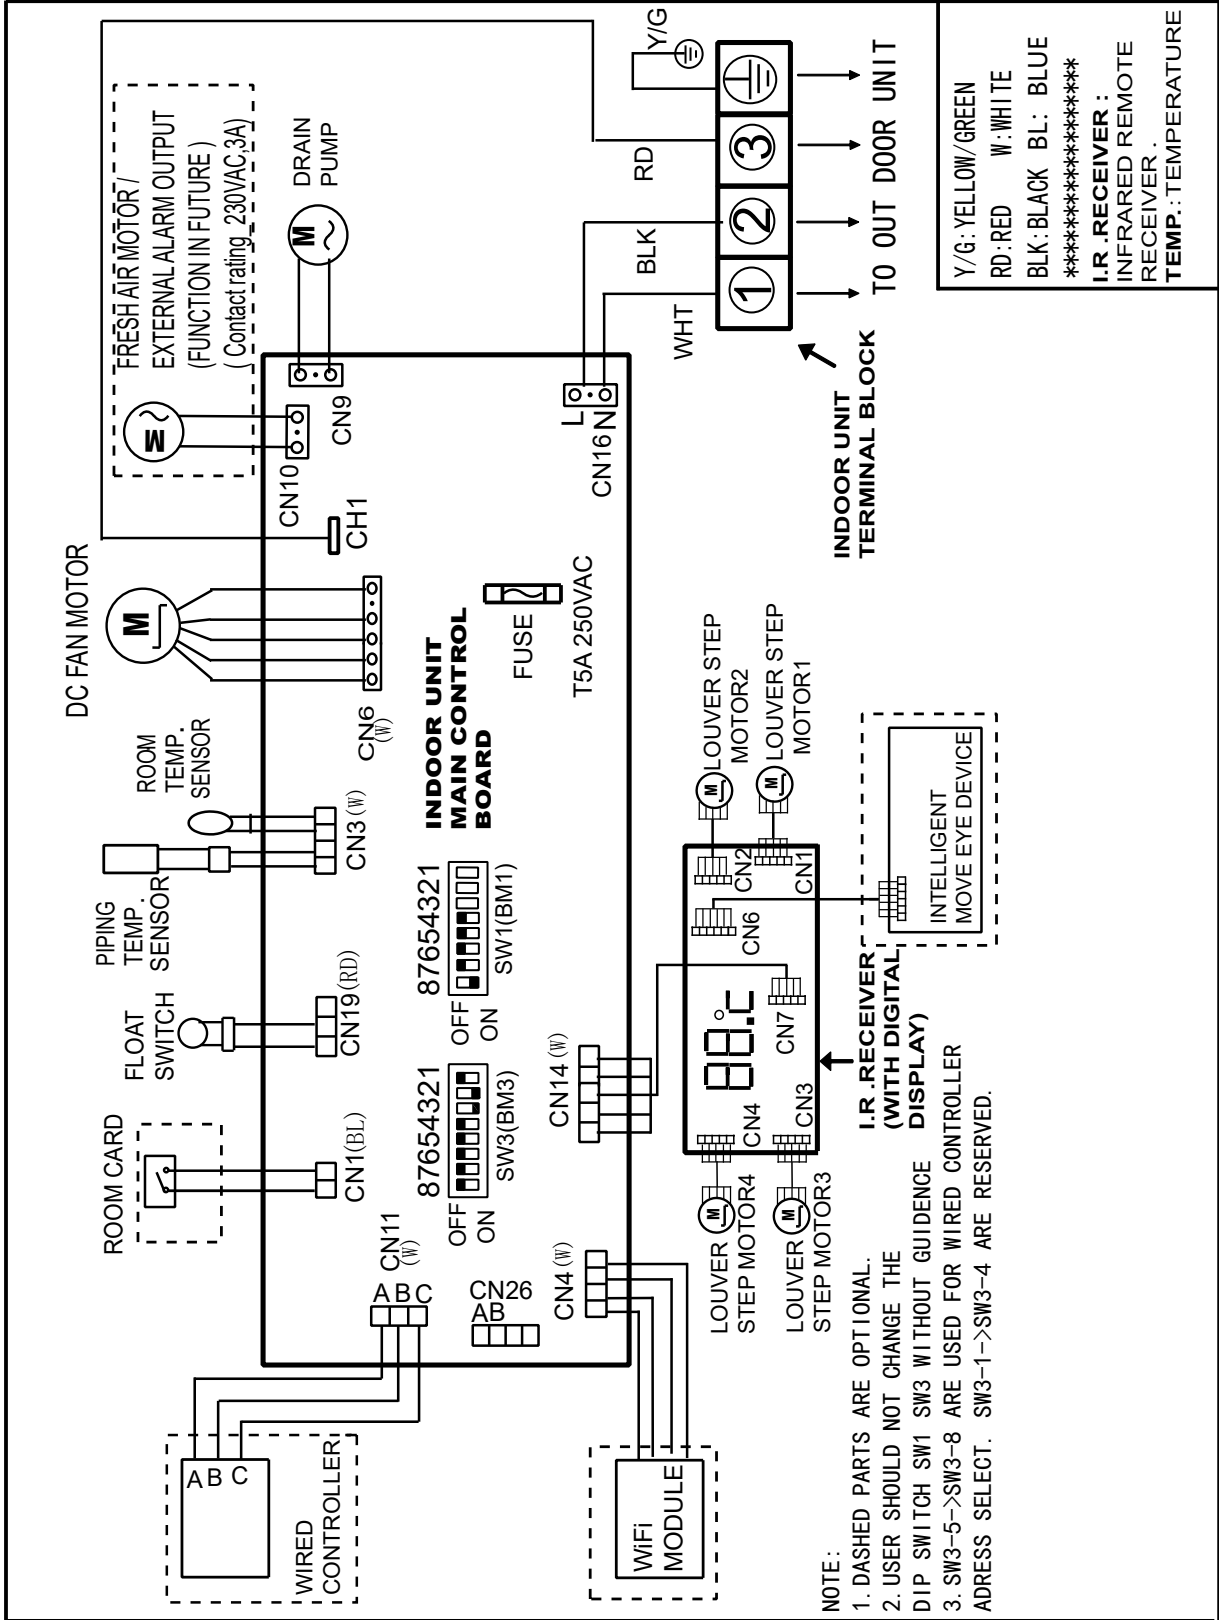 WIRED
CONTROLLER
A B C
ROOM CARD
FLOAT
SWITCH
PIPING
TEMP.
SENSOR
ROOM
TEMP.
SENSOR
DC FAN MOTOR
M
FRESH AIR MOTOR /
EXTERNAL ALARM OUTPUT
(FUNCTION IN FUTURE )
( Contact rating_230VAC,3A)
M
DRAIN
PUMP
M
A B C
CN11
(W)
CN1(BL)
CN19(RD)
CN3(W)
CN6
(W)
CH1
CN10
CN9
CN26
AB
87654321
OFF
ON
SW3(BM3)
87654321
OFF
ON
SW1(BM1)
INDOOR UNIT
MAIN CONTROL
BOARD
FUSE
T5A 250VAC
CN4(W)
CN14(W)
L
N
CN16
WiFi
MODULE
LOUVER
STEP MOTOR4
M
LOUVER
STEP MOTOR3
M
CN4
CN3
CN7
CN6
CN2
CN1
M
LOUVER STEP
MOTOR2
M
LOUVER STEP
MOTOR1
I.R .RECEIVER
(WITH DIGITAL
DISPLAY)
INTELLIGENT
MOVE EYE DEVICE
WHT
BLK
RD
Y/G
1
2
3
INDOOR UNIT
TERMINAL BLOCK
TO OUT DOOR UNIT
NOTE:
1. DASHED PARTS ARE OPTIONAL.
2. USER SHOULD NOT CHANGE THE
DIP SWITCH SW1 SW3 WITHOUT GUIDENCE
3. SW3-5->SW3-8 ARE USED FOR WIRED CONTROLLER
ADRESS SELECT. SW3-1->SW3-4 ARE RESERVED.
Y/G:YELLOW/GREEN
RD:RED W:WHITE
BLK:BLACK BL: BLUE
******************
I.R .RECEIVER :
INFRARED REMOTE
RECEIVER .
TEMP.:TEMPERATURE